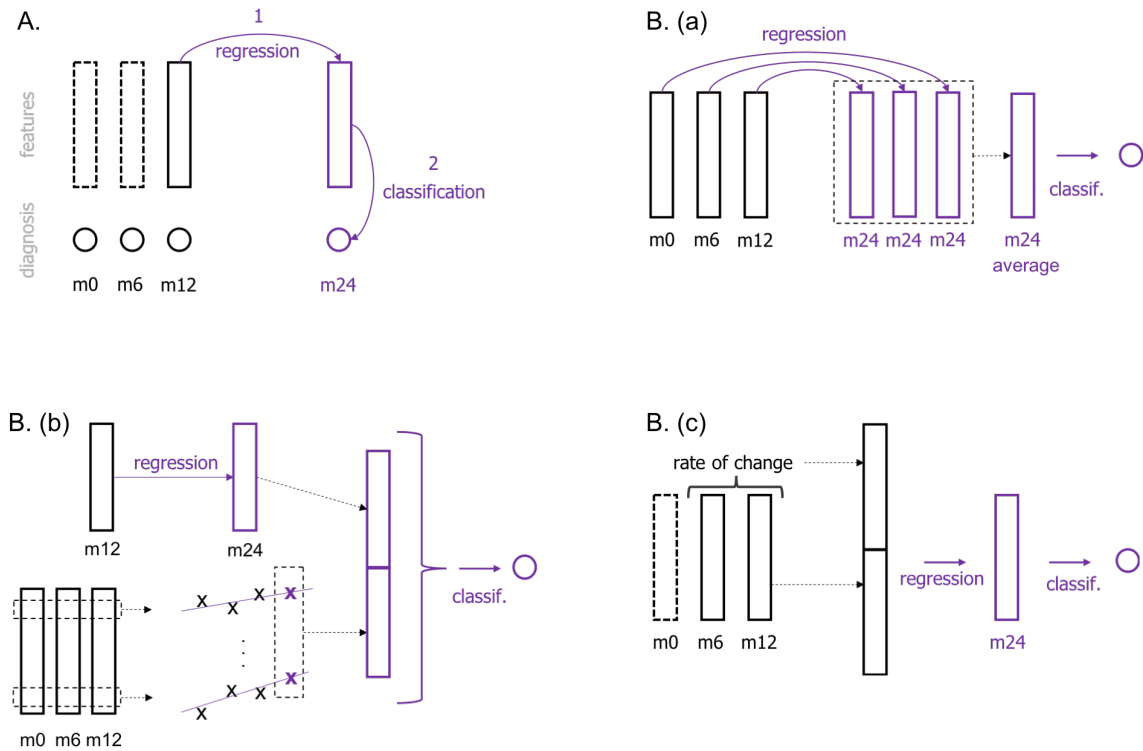 A.
1
regression
features
2
classification
diagnosis
m0 m6 m12 m24
B. (a)
regression
m0 m6 m12 m24 m24 m24 m24
average
classif.
B. (b)
regression
m12 m24
x x x x
classif.
.
.
.
x x x x
m0 m6 m12
B. (c)
rate of change
regression classif.
m0 m6 m12 m24